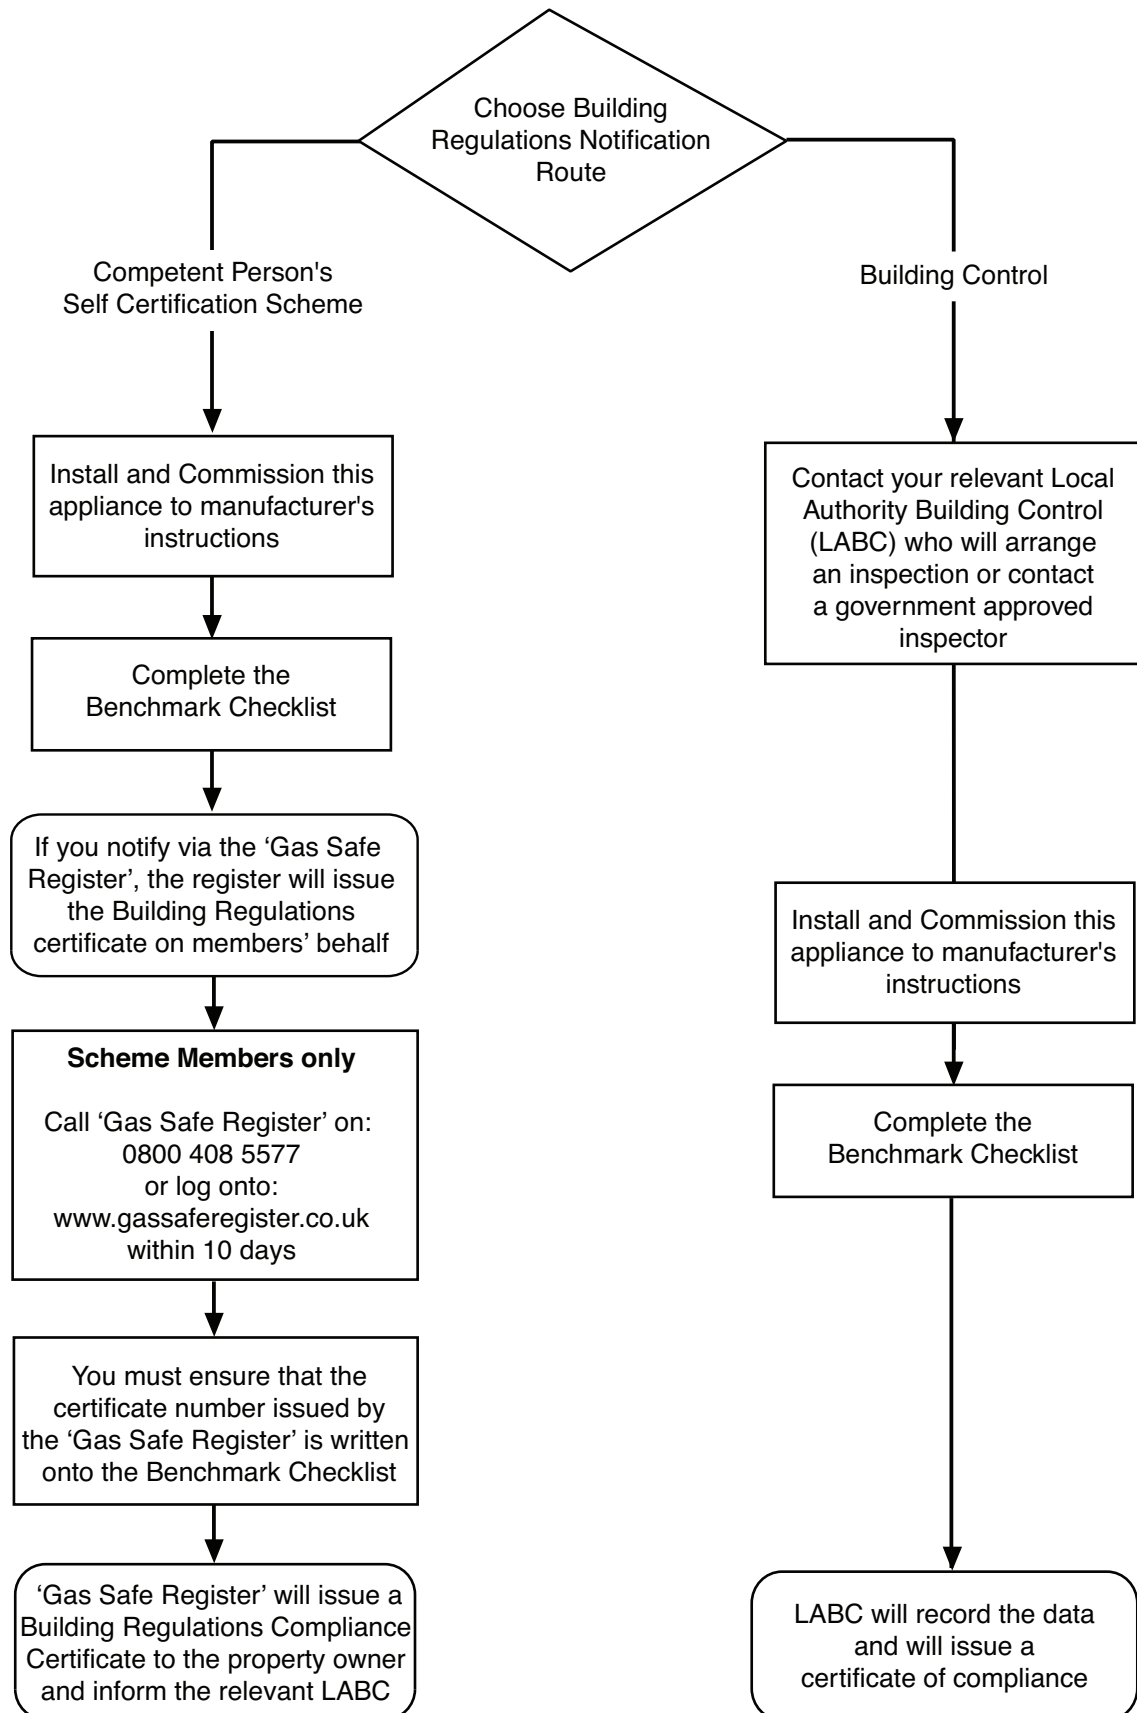 Choose Building
Regulations Notification
Route
Competent Person's
Self Certification Scheme
Building Control
Install and Commission this
appliance to manufacturer's
instructions
Contact your relevant Local
Authority Building Control
(LABC) who will arrange
an inspection or contact
a government approved
inspector
Complete the
Benchmark Checklist
If you notify via the ‘Gas Safe
Register’, the register will issue
the Building Regulations
certificate on members’ behalf
Install and Commission this
appliance to manufacturer's
instructions
Scheme Members only
Call ‘Gas Safe Register’ on:
0800 408 5577
or log onto:
www.gassaferegister.co.uk
within 10 days
Complete the
Benchmark Checklist
You must ensure that the
certificate number issued by
the ‘Gas Safe Register’ is written
onto the Benchmark Checklist
‘Gas Safe Register’ will issue a
Building Regulations Compliance
Certificate to the property owner
and inform the relevant LABC
LABC will record the data
and will issue a
certificate of compliance